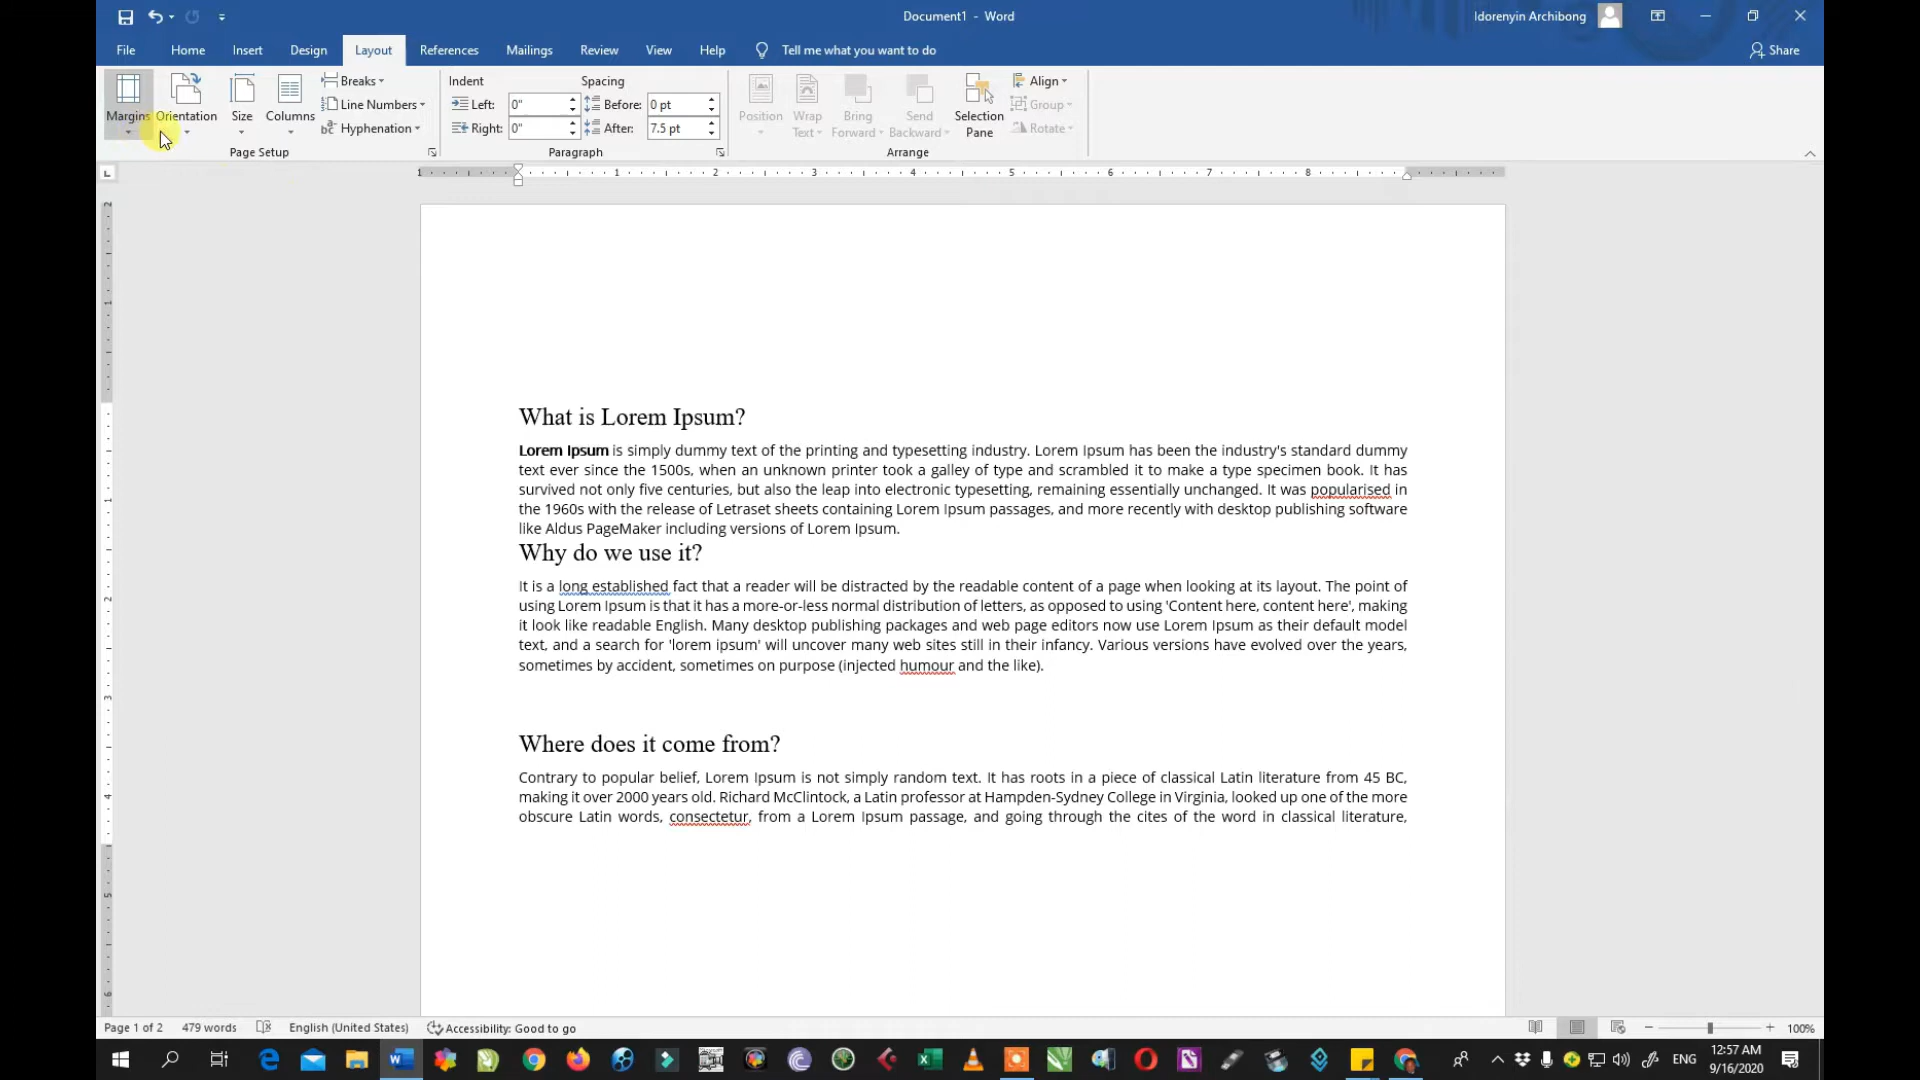 Document1 - Word
Idorenyin Archibong
File Home Insert Design Layout References Mailings Review View Help Tell me what you want to do Share
Margins Orientation Size Columns Breaks Line Numbers Hyphenation
Page Setup
Indent Spacing
Left: 0" Before: 0 pt
Right: 0" After: 7.5 pt
Paragraph
Position Wrap Text Bring Forward Send Backward Selection Pane Align Group Rotate
Arrange
1 1 2 3 4 5 6 7 8
2 1 1 2 3 4 5 6
What is Lorem Ipsum?
Lorem Ipsum is simply dummy text of the printing and typesetting industry. Lorem Ipsum has been the industry's standard dummy
text ever since the 1500s, when an unknown printer took a galley of type and scrambled it to make a type specimen book. It has
survived not only five centuries, but also the leap into electronic typesetting, remaining essentially unchanged. It was popularised in
the 1960s with the release of Letraset sheets containing Lorem Ipsum passages, and more recently with desktop publishing software
like Aldus PageMaker including versions of Lorem Ipsum.
Why do we use it?
It is a long established fact that a reader will be distracted by the readable content of a page when looking at its layout. The point of
using Lorem Ipsum is that it has a more-or-less normal distribution of letters, as opposed to using 'Content here, content here', making
it look like readable English. Many desktop publishing packages and web page editors now use Lorem Ipsum as their default model
text, and a search for 'lorem ipsum' will uncover many web sites still in their infancy. Various versions have evolved over the years,
sometimes by accident, sometimes on purpose (injected humour and the like).
Where does it come from?
Contrary to popular belief, Lorem Ipsum is not simply random text. It has roots in a piece of classical Latin literature from 45 BC,
making it over 2000 years old. Richard McClintock, a Latin professor at Hampden-Sydney College in Virginia, looked up one of the more
obscure Latin words, consectetur, from a Lorem Ipsum passage, and going through the cites of the word in classical literature,
Page 1 of 2 479 words English (United States) Accessibility: Good to go 100%
ENG 12:57 AM
9/16/2020